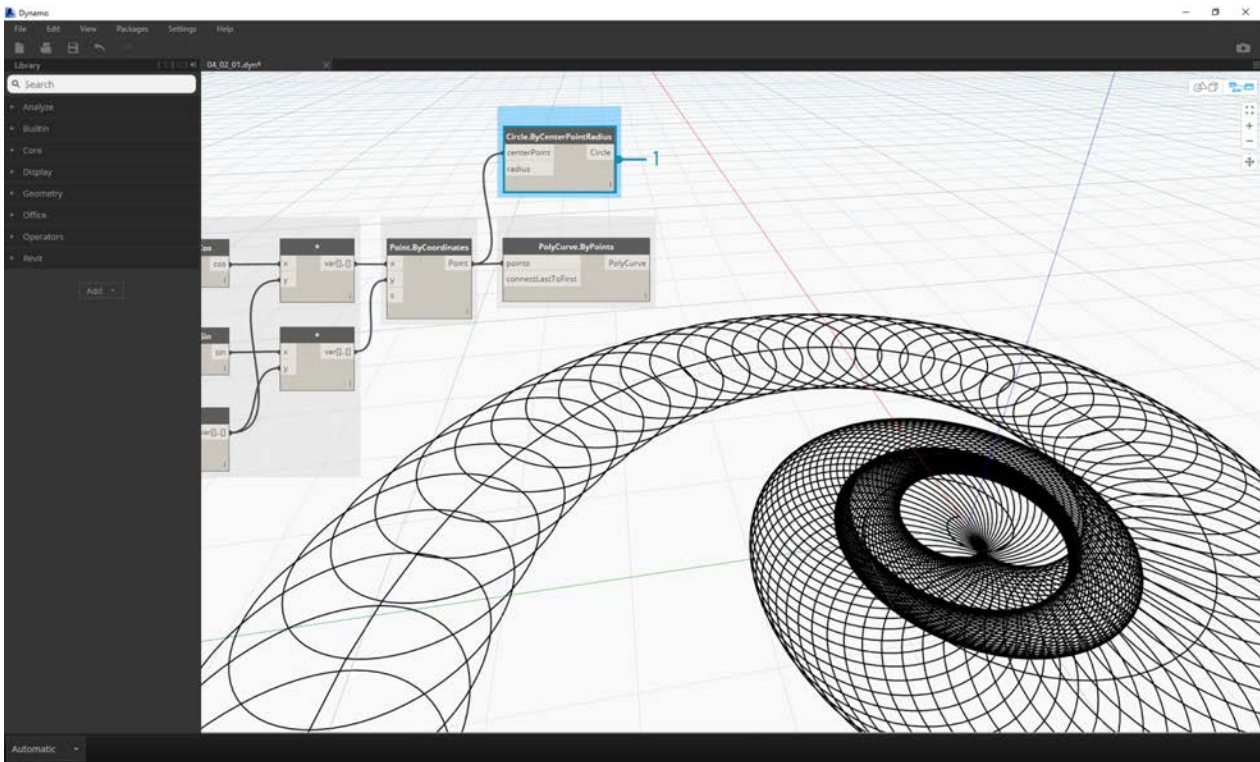 Dynamo
File Edit View Packages Settings Help
Library
04_02_01.dyn*
Search
Analyze
BuiltIn
Core
Display
Geometry
Office
Operators
Revit
Add
Circle.ByCenterPointRadius
centerPoint Circle
radius
1
Cos
cos
*
x var[]..[]
y
Point.ByCoordinates
x Point
y
z
PolyCurve.ByPoints
points PolyCurve
connectLastToFirst
Sin
sin
*
x var[]..[]
y
var[]..[]
Automatic